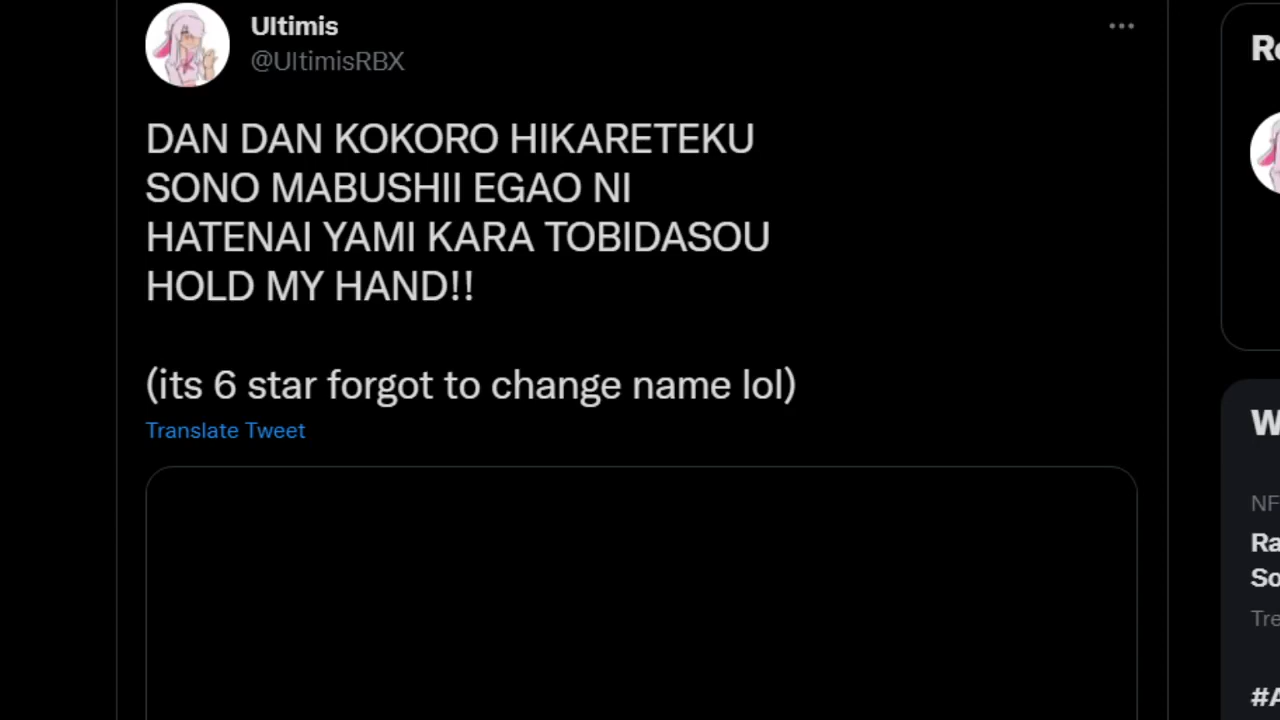 Ultimis
@UltimisRBX
DAN DAN KOKORO HIKARETEKU
SONO MABUSHII EGAO NI
HATENAI YAMI KARA TOBIDASOU
HOLD MY HAND!!
(its 6 star forgot to change name lol)
Translate Tweet